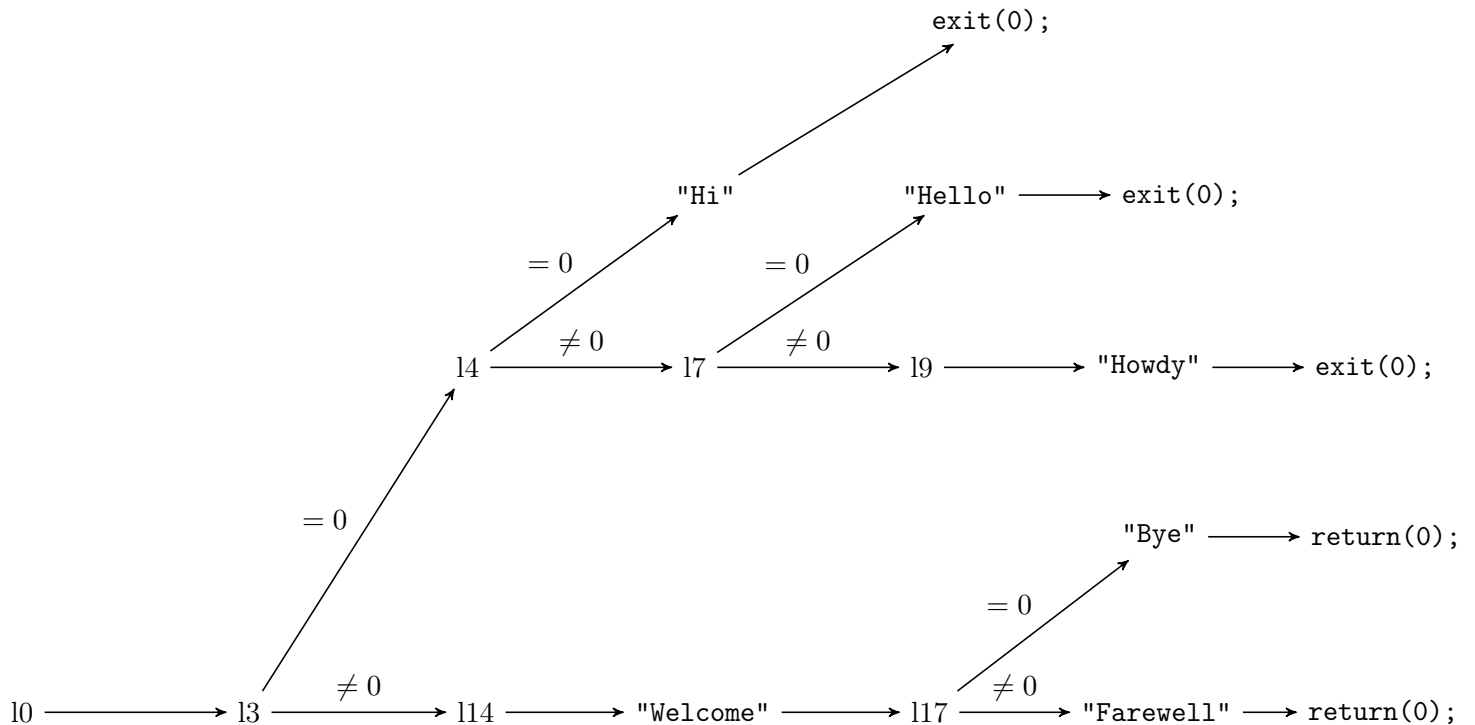 exit(0);
"Hi" "Hello" exit(0);
= 0 = 0
≠ 0 ≠ 0
l4 l7 l9 "Howdy" exit(0);
= 0
"Bye" return(0);
= 0
≠ 0 ≠ 0
l0 l3 l14 "Welcome" l17 "Farewell" return(0);